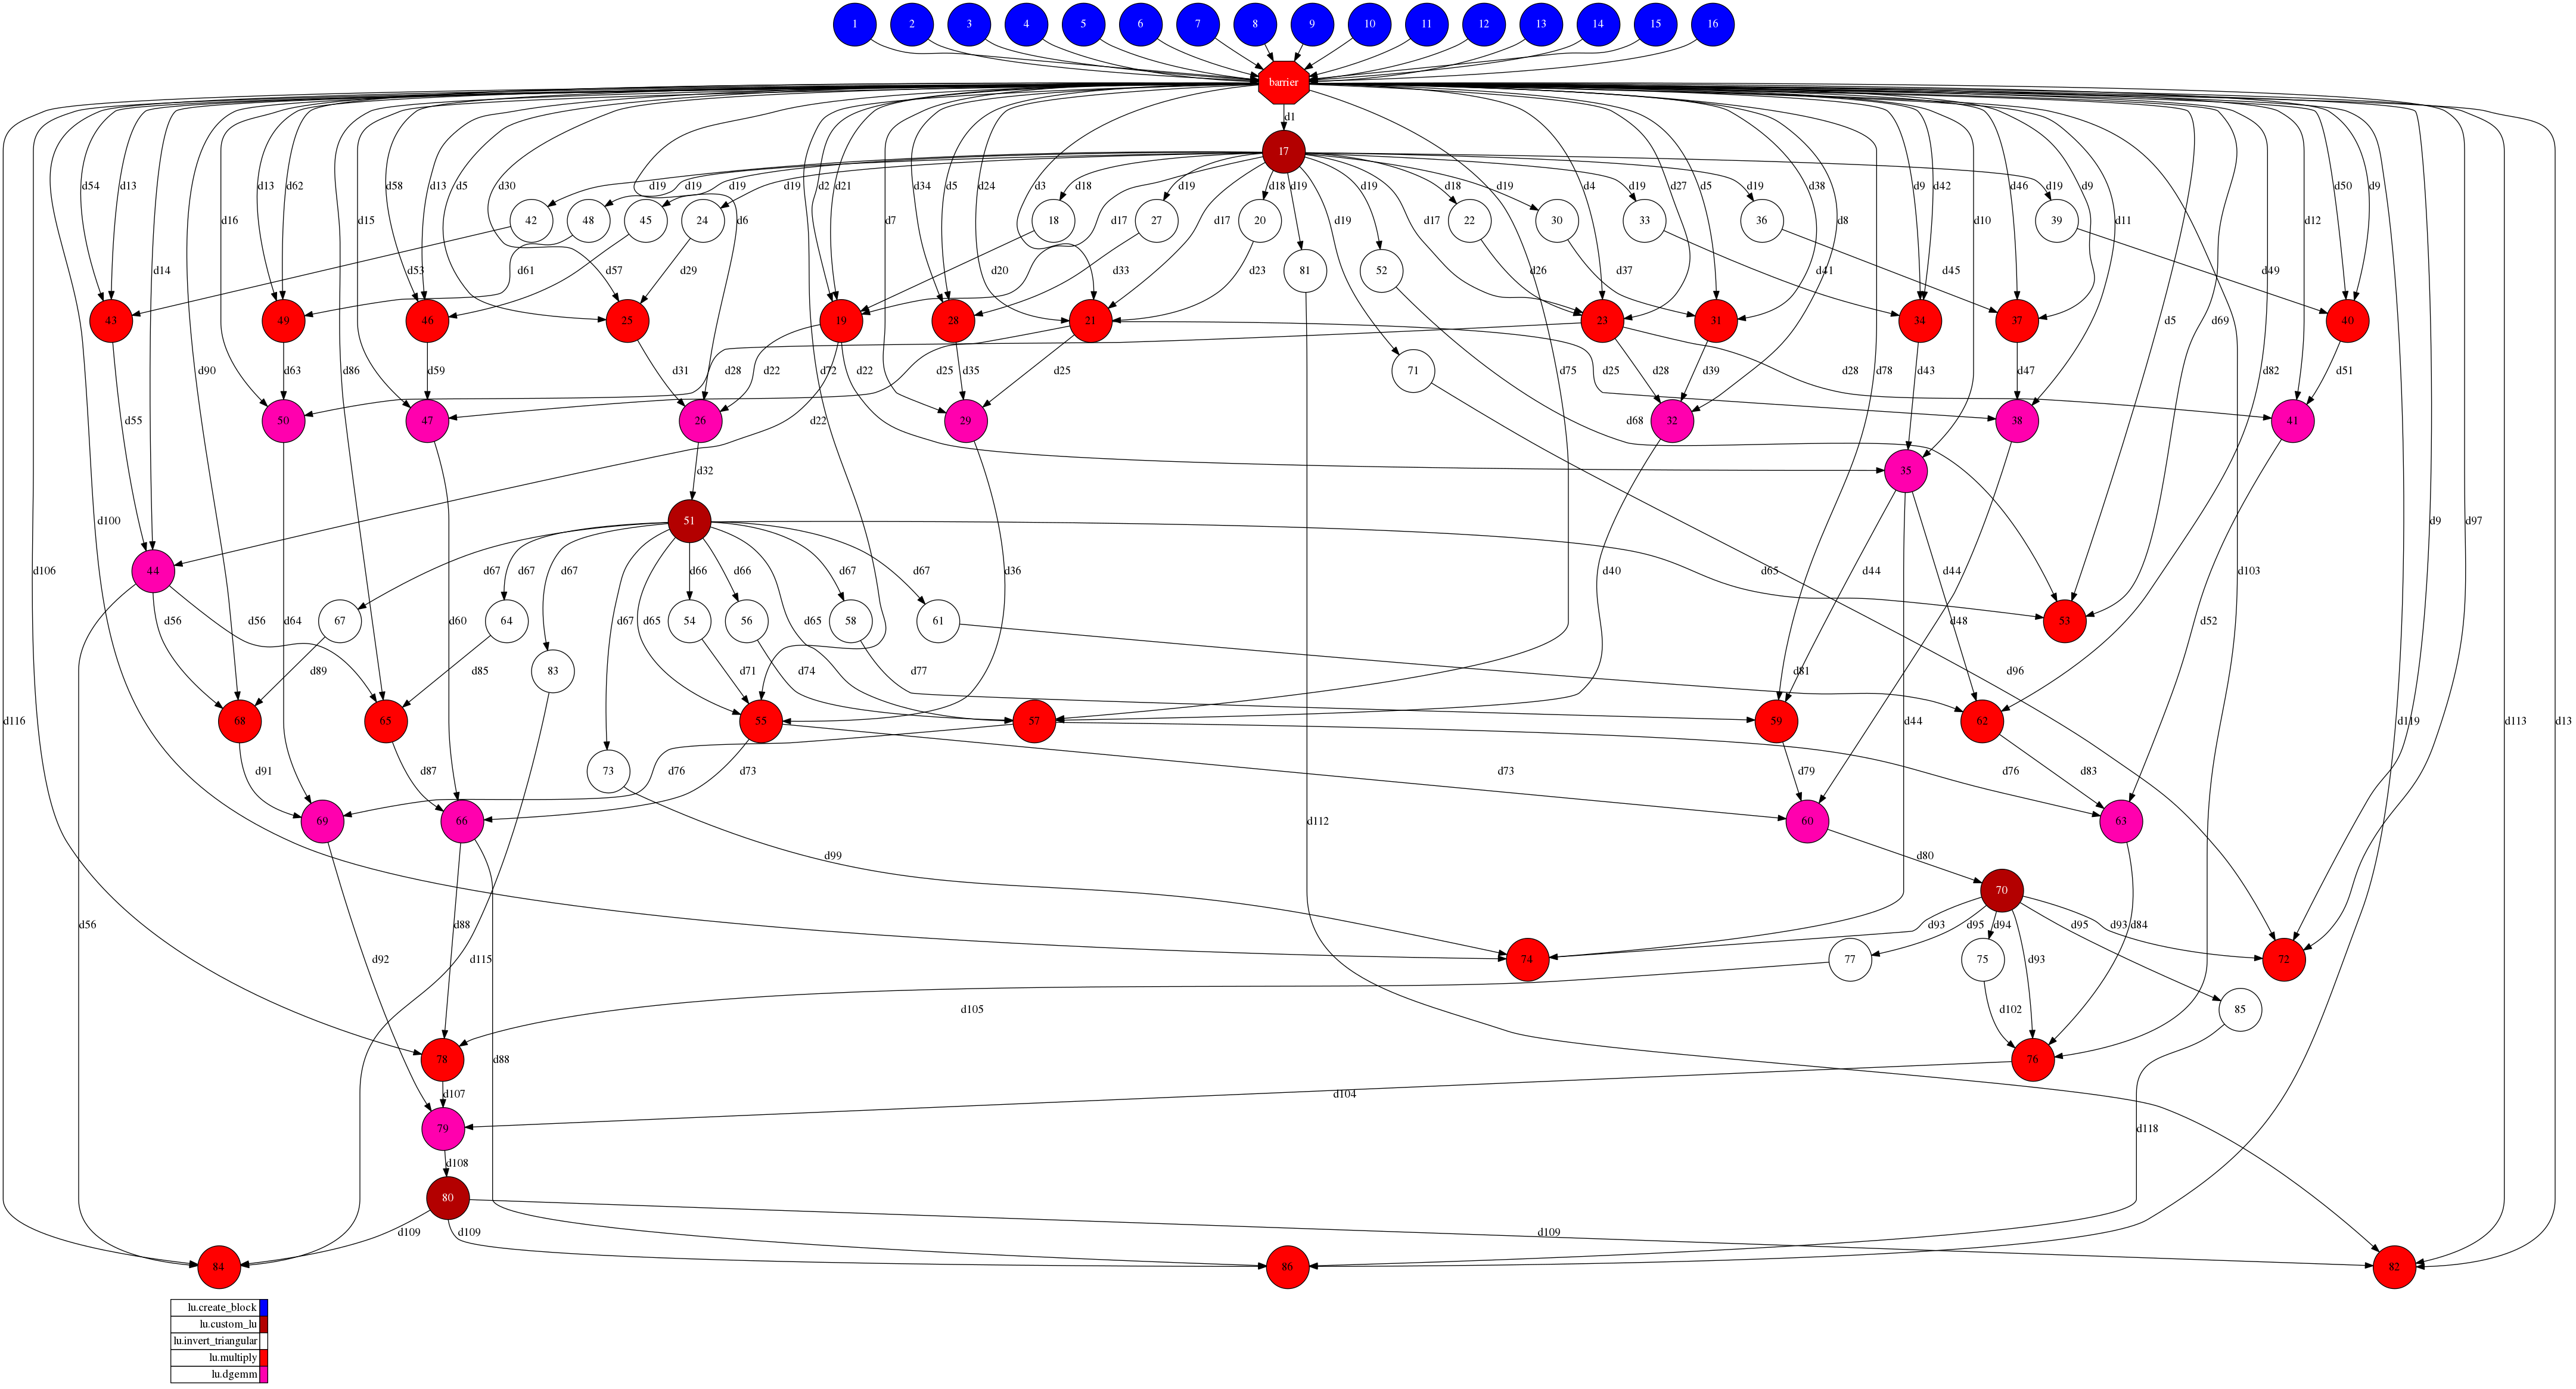 1 2 3 4 5 6 7 8 9 10 11 12 13 14 15 16
barrier
d1
17
d54 d13 d14 d16 d13 d62 d15 d58 d13 d5 d30 d19 d19 d19 d19 d6 d2 d21 d18 d7 d19 d34 d5 d24 d18 d19 d3 d17 d17 d19 d19 d17 d18 d19 d4 d27 d19 d5 d38 d8 d19 d9 d42 d10 d46 d19 d9 d11 d12 d50 d9
42 48 45 24 18 27 20 22 30 33 36 39
d53 d61 d57 d29 d20 d33 d23 81 52 d26 d37 d41 d45 d49
43 49 46 25 19 28 21 23 31 34 37 40
d90 d63 d86 d59 d31 d28 d22 d72 d22 d35 d25 d25 d75 71 d25 d28 d39 d78 d28 d43 d47 d51 d5 d69 d82
50 47 26 29 32 38 41
d55 d22 d68
d32 35
d100 51 d9 d97
d106 44 d67 d67 d67 d66 d66 d67 d67 d36 d40 d65 d44 d44 d103
d56 d56 d64 67 d60 64 d67 d65 54 56 d65 58 61 d48 53 d52
d89 d85 83 d71 d74 d77 d81 d96
d116 68 65 55 57 59 62 d44 d119 d113 d13
d91 d87 73 d76 d73 d73 d79 d76 d83
69 66 d112 60 63
d99 d80
70
d56 d88 d93 d95 d94 d95 d93 d84
d92 d115 74 77 75 d93 72
d105 d102 85
78 d88 76
d107 d104
79 d118
d108
80
d109 d109 d109
84 86 82
lu.create_block
lu.custom_lu
lu.invert_triangular
lu.multiply
lu.dgemm